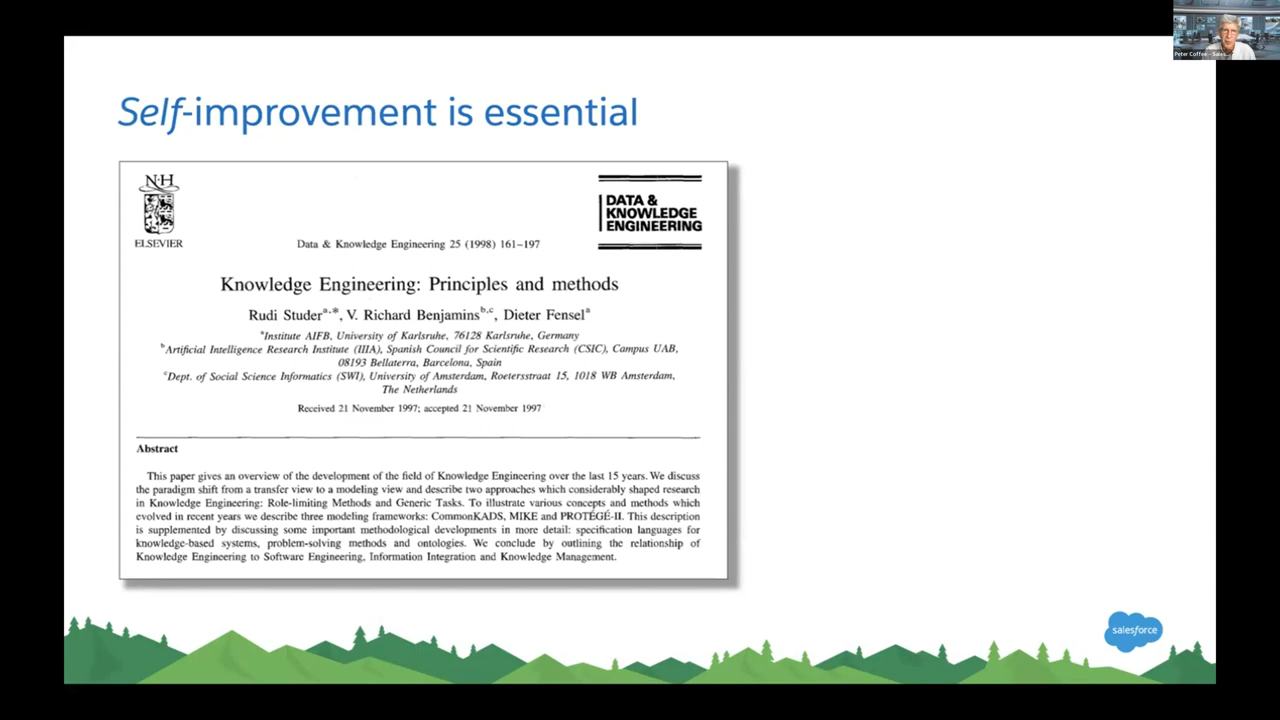 Peter Coffee - Sales...
Self-improvement is essential
N·H
ELSEVIER
DATA &
KNOWLEDGE
ENGINEERING
Data & Knowledge Engineering 25 (1998) 161–197
Knowledge Engineering: Principles and methods
Rudi Studerᵃ·*, V. Richard Benjaminsᵇ·ᶜ, Dieter Fenselᵃ
ᵃInstitute AIFB, University of Karlsruhe, 76128 Karlsruhe, Germany
ᵇArtificial Intelligence Research Institute (IIIA), Spanish Council for Scientific Research (CSIC), Campus UAB,
08193 Bellaterra, Barcelona, Spain
ᶜDept. of Social Science Informatics (SWI), University of Amsterdam, Roetersstraat 15, 1018 WB Amsterdam,
The Netherlands
Received 21 November 1997; accepted 21 November 1997
Abstract
This paper gives an overview of the development of the field of Knowledge Engineering over the last 15 years. We discuss
the paradigm shift from a transfer view to a modeling view and describe two approaches which considerably shaped research
in Knowledge Engineering: Role-limiting Methods and Generic Tasks. To illustrate various concepts and methods which
evolved in recent years we describe three modeling frameworks: CommonKADS, MIKE and PROTÉGÉ-II. This description
is supplemented by discussing some important methodological developments in more detail: specification languages for
knowledge-based systems, problem-solving methods and ontologies. We conclude by outlining the relationship of
Knowledge Engineering to Software Engineering, Information Integration and Knowledge Management.
salesforce